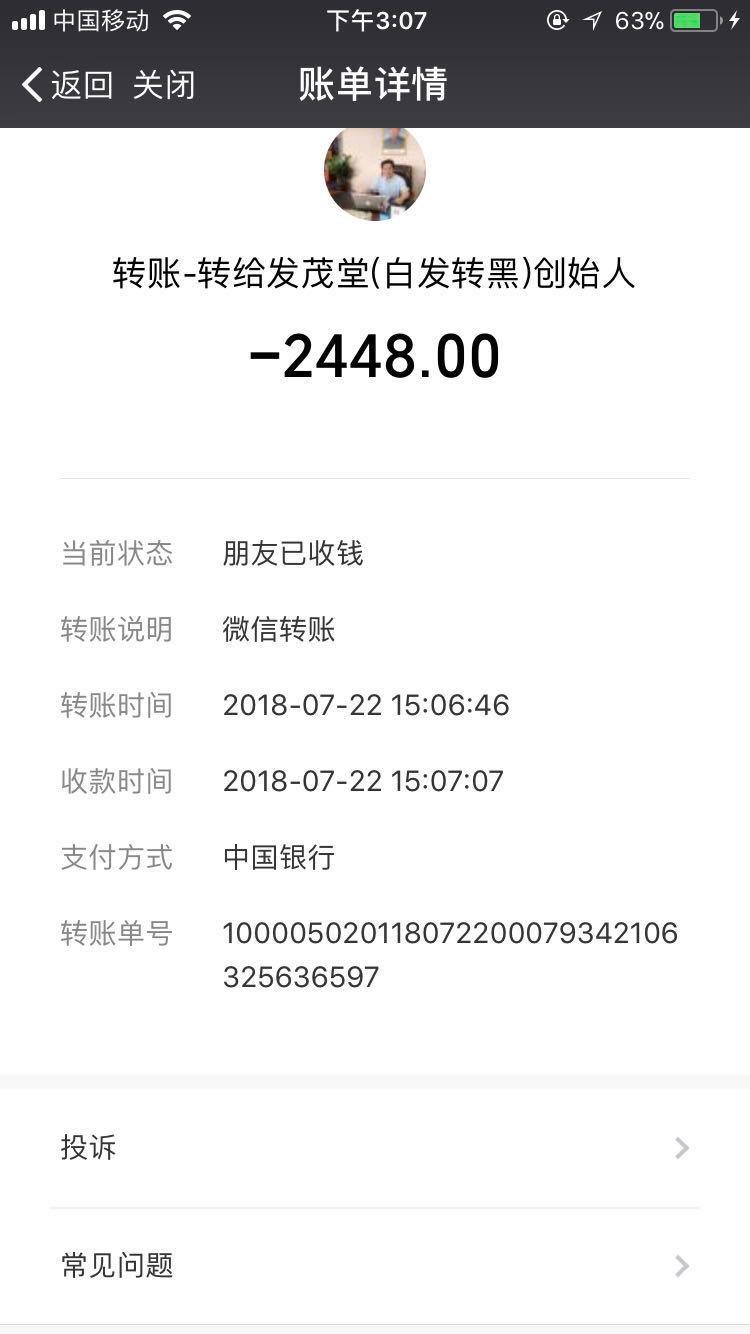 中国移动 下午3:07 63%
返回 关闭 账单详情
转账-转给发茂堂(白发转黑)创始人
-2448.00
当前状态 朋友已收钱
转账说明 微信转账
转账时间 2018-07-22 15:06:46
收款时间 2018-07-22 15:07:07
支付方式 中国银行
转账单号 100005020118072200079342106
325636597
投诉
常见问题